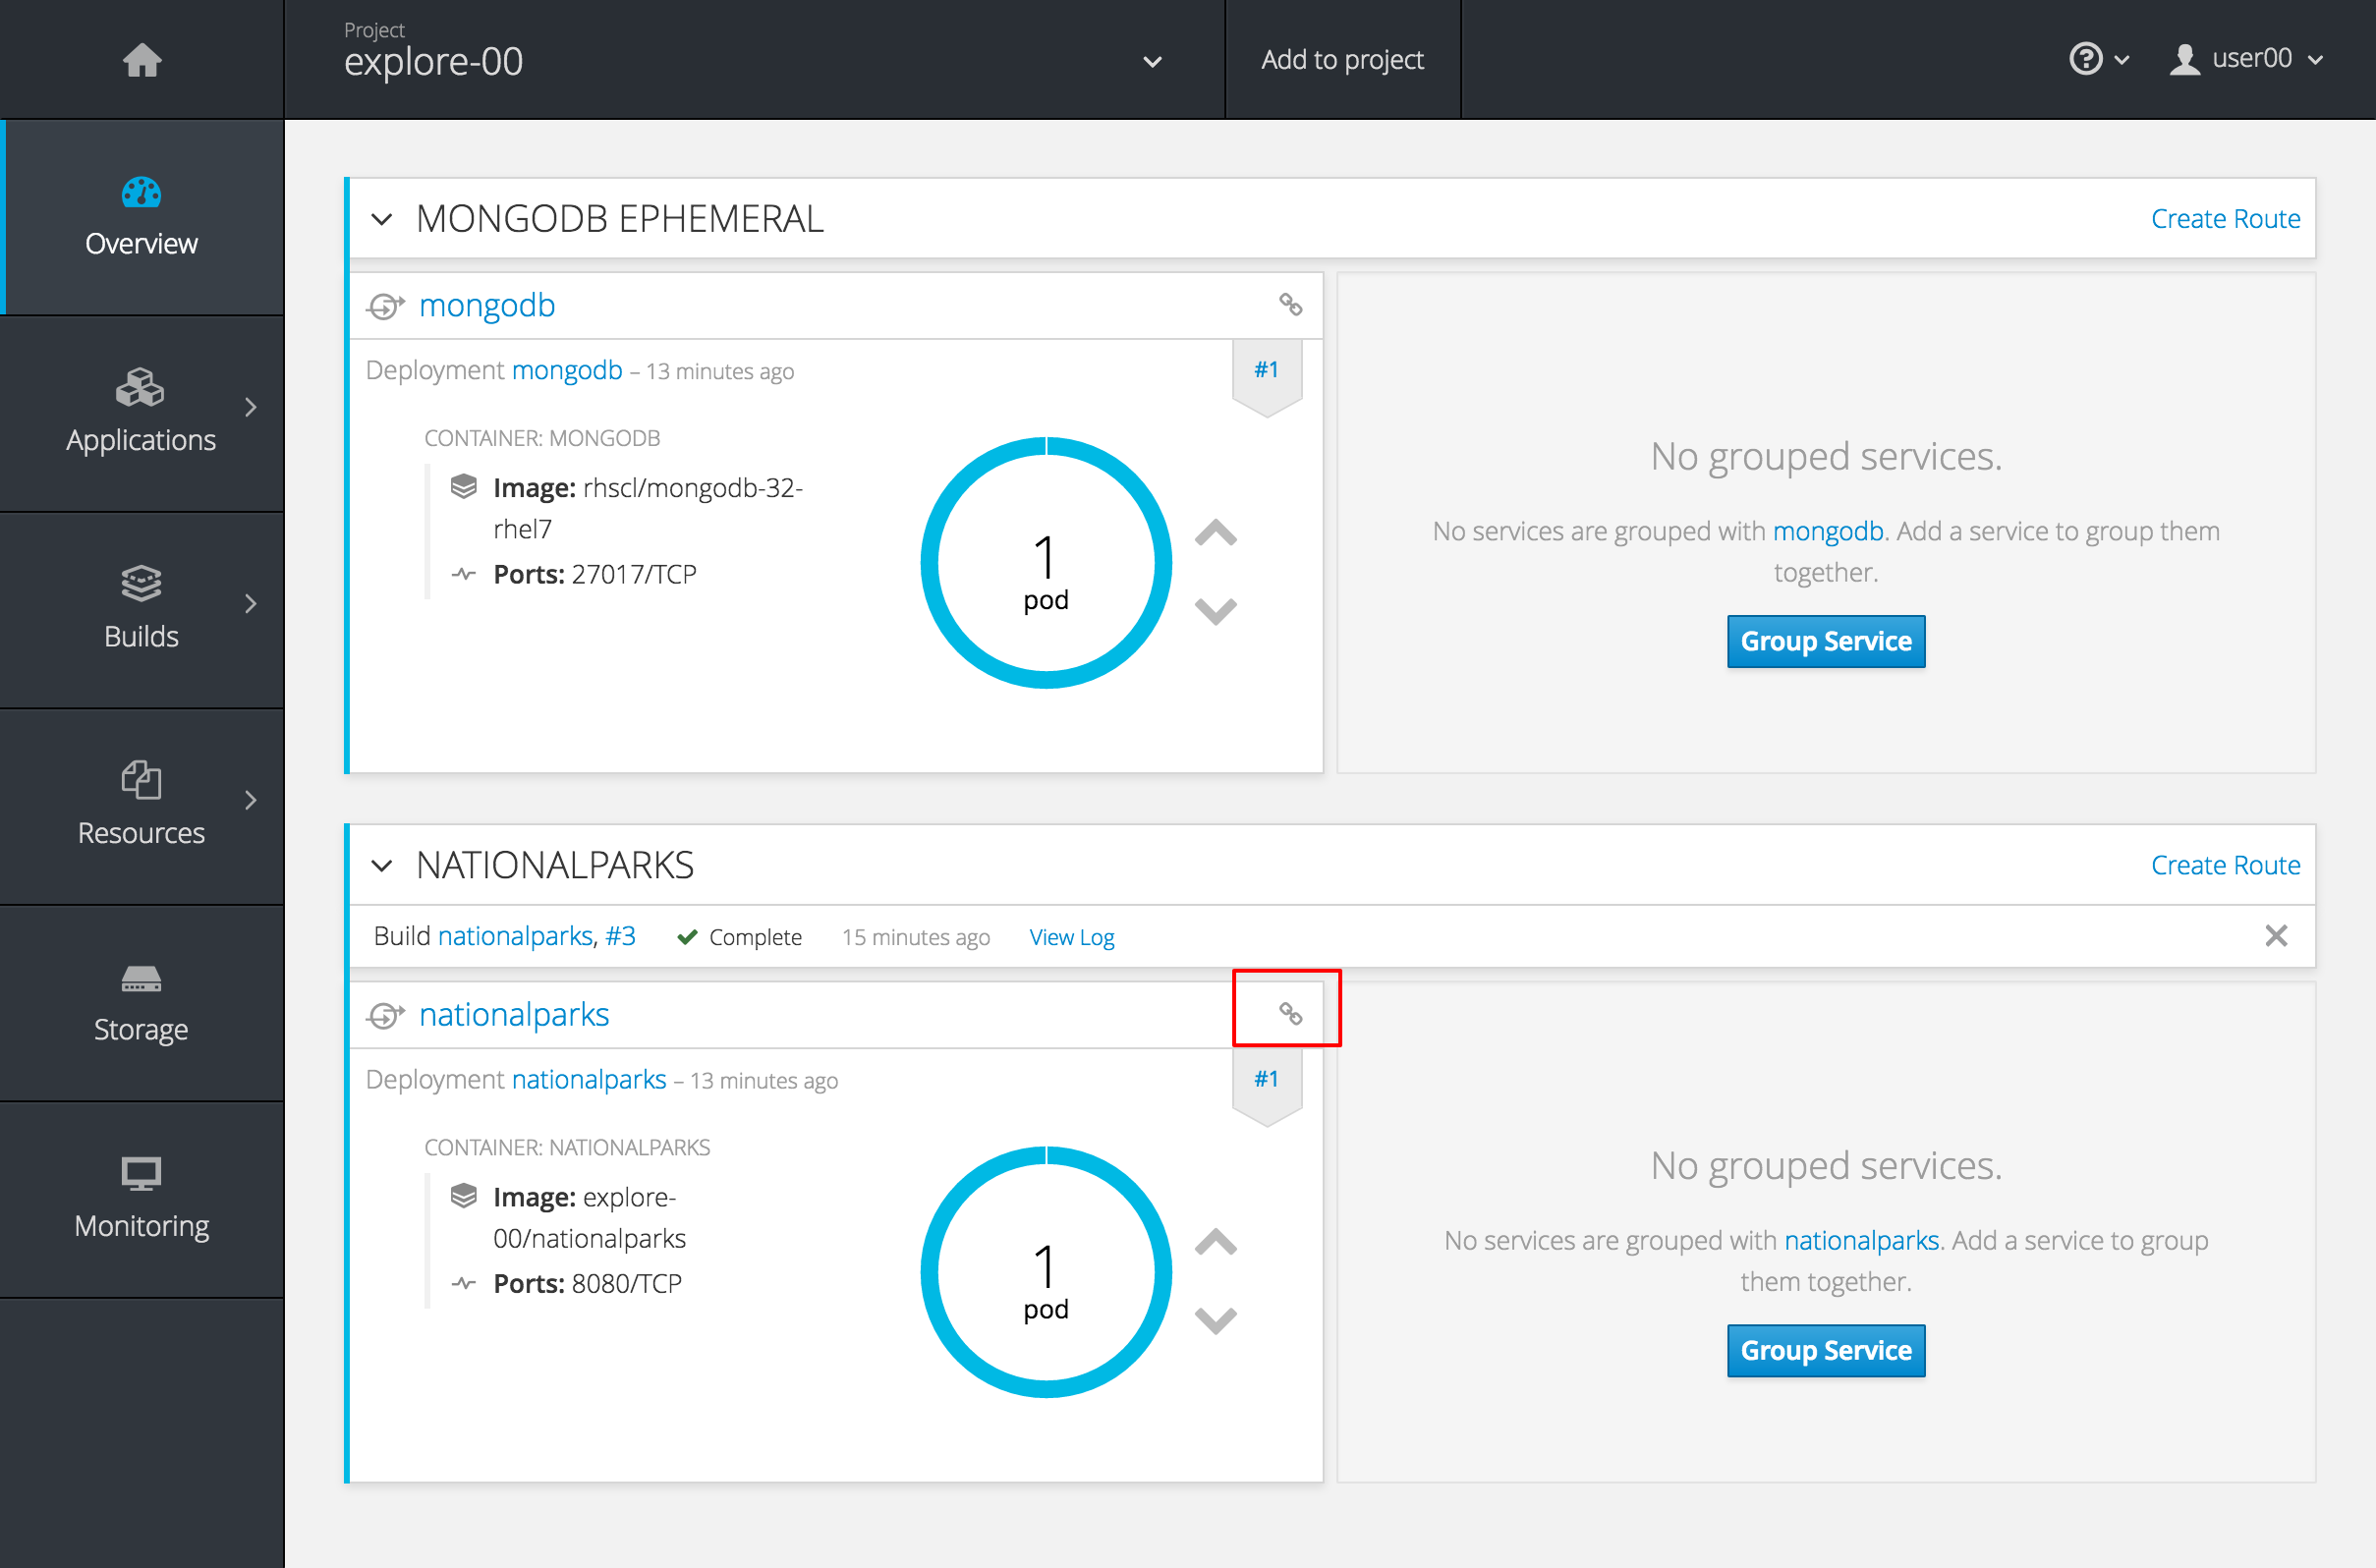 Project
explore-00
Add to project
user00
Overview
Applications
Builds
Resources
Storage
Monitoring
MONGODB EPHEMERAL
Create Route
mongodb
Deployment mongodb – 13 minutes ago
#1
CONTAINER: MONGODB
Image: rhscl/mongodb-32-
rhel7
Ports: 27017/TCP
1
pod
No grouped services.
No services are grouped with mongodb. Add a service to group them
together.
Group Service
NATIONALPARKS
Create Route
Build nationalparks, #3 Complete 15 minutes ago View Log
nationalparks
Deployment nationalparks – 13 minutes ago
#1
CONTAINER: NATIONALPARKS
Image: explore-
00/nationalparks
Ports: 8080/TCP
1
pod
No grouped services.
No services are grouped with nationalparks. Add a service to group
them together.
Group Service